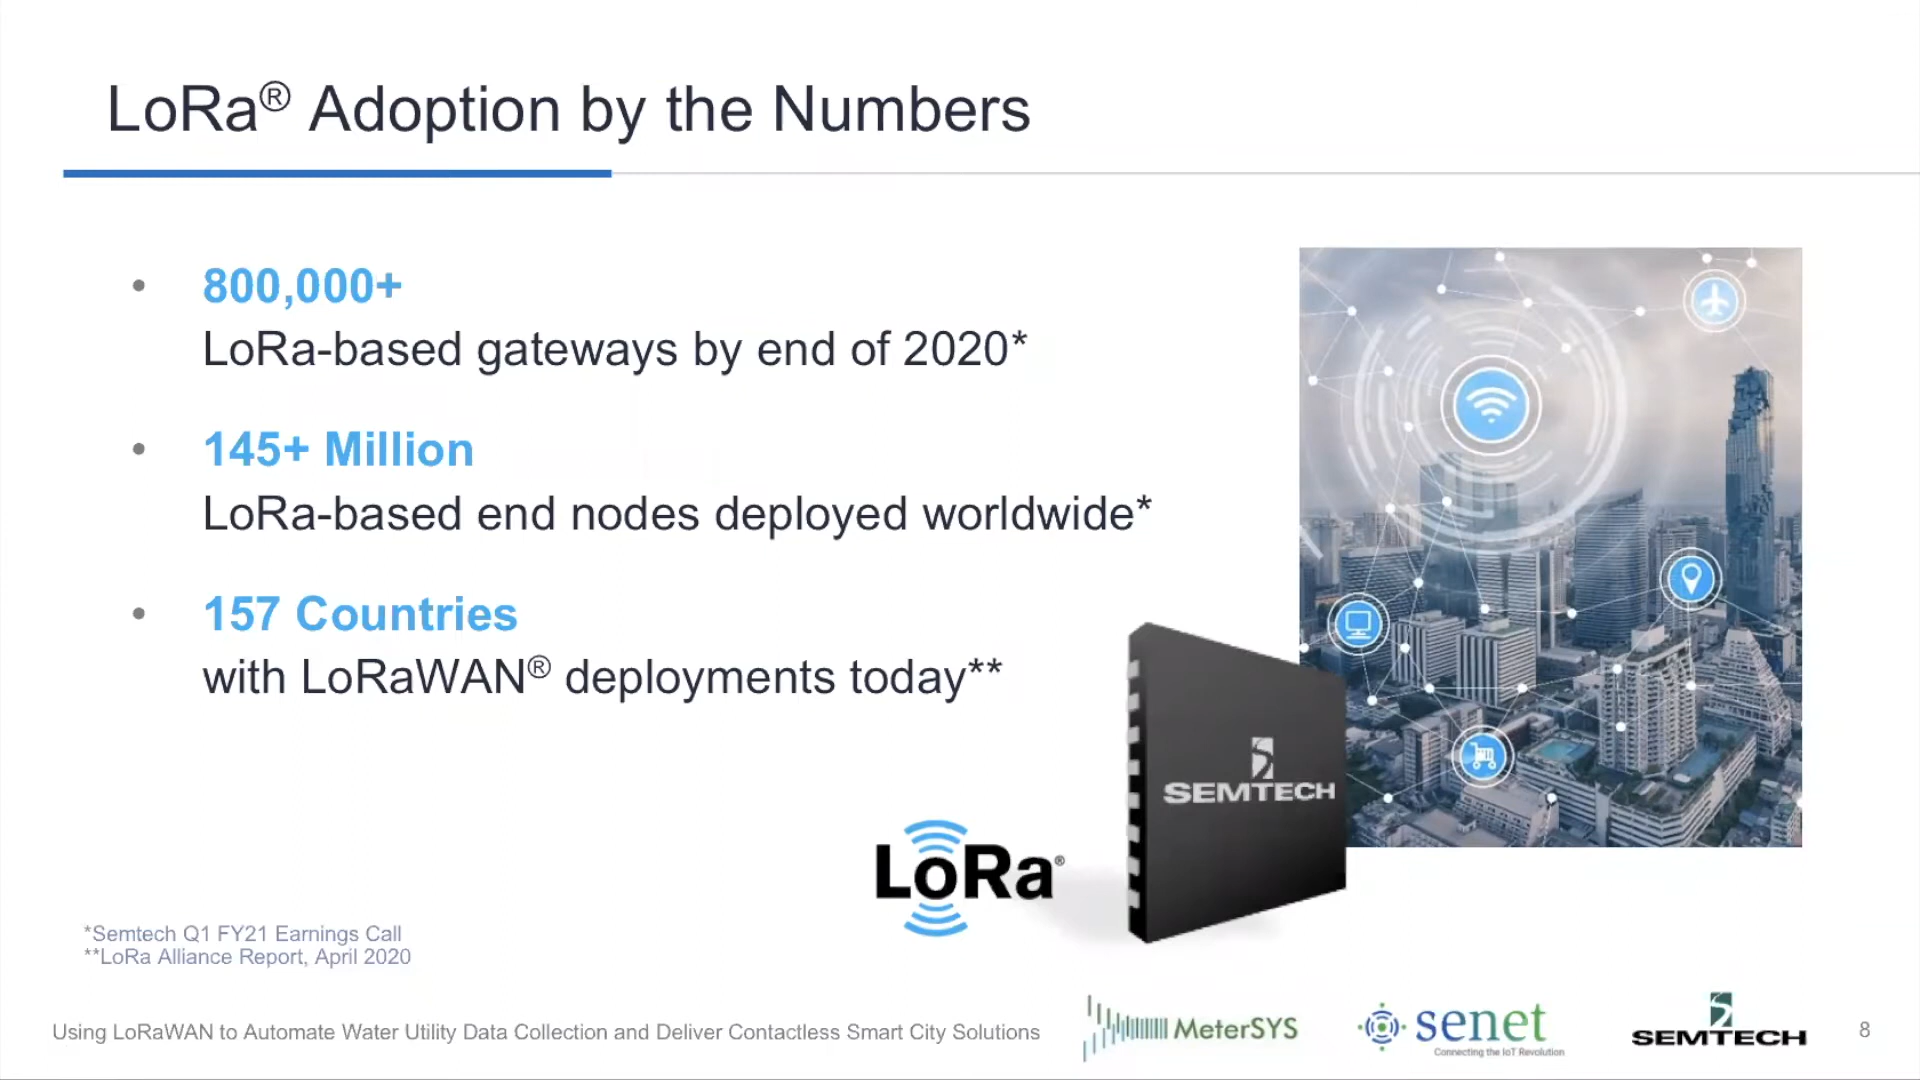 LoRa® Adoption by the Numbers
• 800,000+
LoRa-based gateways by end of 2020*
• 145+ Million
LoRa-based end nodes deployed worldwide*
• 157 Countries
with LoRaWAN® deployments today**
SEMTECH
LoRa®
*Semtech Q1 FY21 Earnings Call
**LoRa Alliance Report, April 2020
Using LoRaWAN to Automate Water Utility Data Collection and Deliver Contactless Smart City Solutions
MeterSYS
senet
Connecting the IoT Revolution
SEMTECH
8